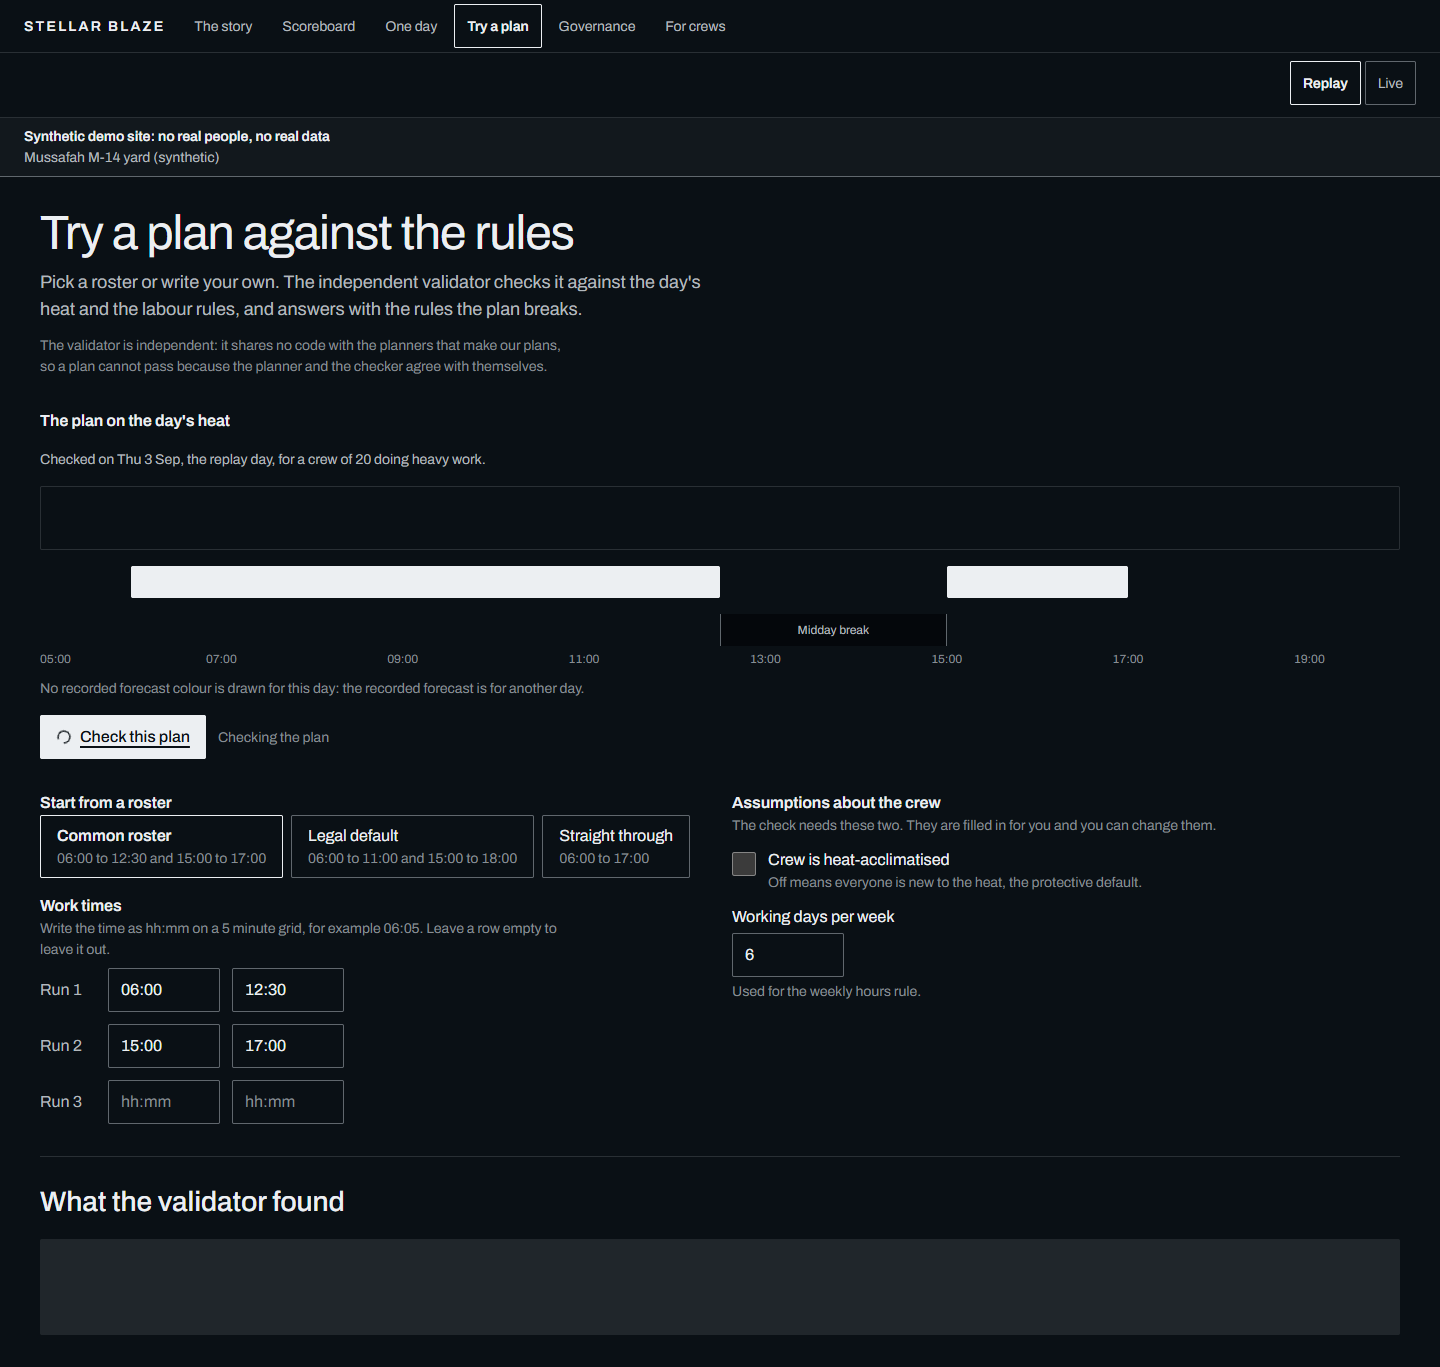 STELLAR BLAZE The story Scoreboard One day Try a plan Governance For crews
Replay Live
Synthetic demo site: no real people, no real data
Mussafah M-14 yard (synthetic)
Try a plan against the rules
Pick a roster or write your own. The independent validator checks it against the day's
heat and the labour rules, and answers with the rules the plan breaks.
The validator is independent: it shares no code with the planners that make our plans,
so a plan cannot pass because the planner and the checker agree with themselves.
The plan on the day's heat
Checked on Thu 3 Sep, the replay day, for a crew of 20 doing heavy work.
Midday break
05:00 07:00 09:00 11:00 13:00 15:00 17:00 19:00
No recorded forecast colour is drawn for this day: the recorded forecast is for another day.
Check this plan Checking the plan
Start from a roster
Common roster
06:00 to 12:30 and 15:00 to 17:00
Legal default
06:00 to 11:00 and 15:00 to 18:00
Straight through
06:00 to 17:00
Work times
Write the time as hh:mm on a 5 minute grid, for example 06:05. Leave a row empty to
leave it out.
Run 1 06:00 12:30
Run 2 15:00 17:00
Run 3 hh:mm hh:mm
Assumptions about the crew
The check needs these two. They are filled in for you and you can change them.
Crew is heat-acclimatised
Off means everyone is new to the heat, the protective default.
Working days per week
6
Used for the weekly hours rule.
What the validator found